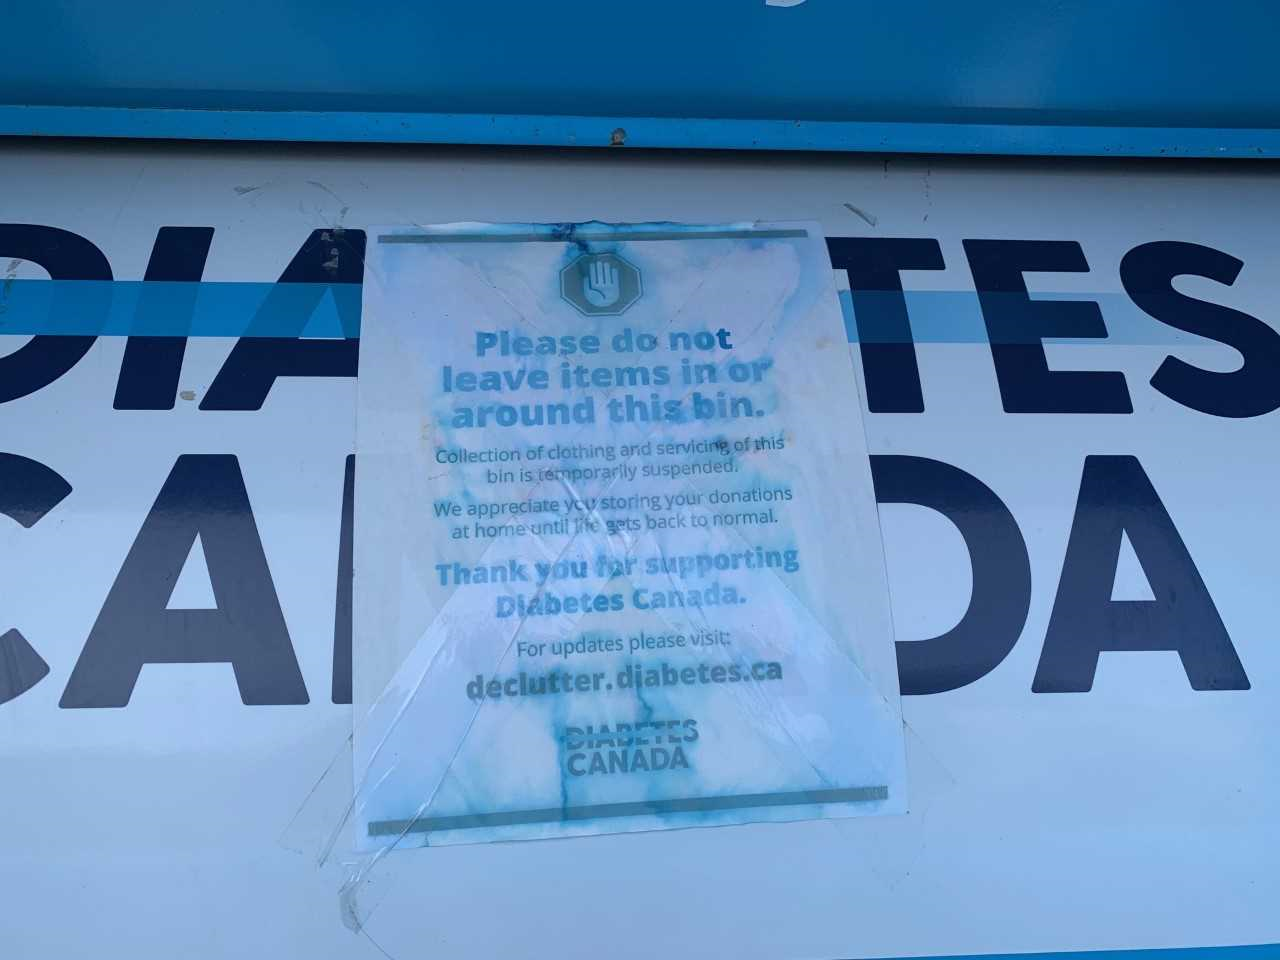 DIABETES
CANADA
Please do not
leave items in or
around this bin.
Collection of clothing and servicing of this
bin is temporarily suspended.
We appreciate you storing your donations
at home until life gets back to normal.
Thank you for supporting
Diabetes Canada.
For updates please visit:
declutter.diabetes.ca
DIABETES
CANADA